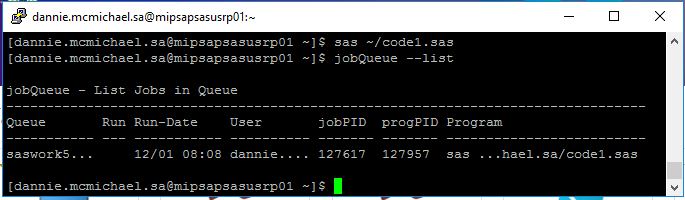 dannie.mcmichael.sa@mipsapsasusrp01:~
[dannie.mcmichael.sa@mipsapsasusrp01 ~]$ sas ~/code1.sas
[dannie.mcmichael.sa@mipsapsasusrp01 ~]$ jobQueue --list
jobQueue - List Jobs in Queue
--------------------------------------------------------------------------------
Queue Run Run-Date User jobPID progPID Program
----------- --- ----------- ---------- ------- ------- -------------------------
saswork5... 12/01 08:08 dannie.... 127617 127957 sas ...hael.sa/code1.sas
[dannie.mcmichael.sa@mipsapsasusrp01 ~]$